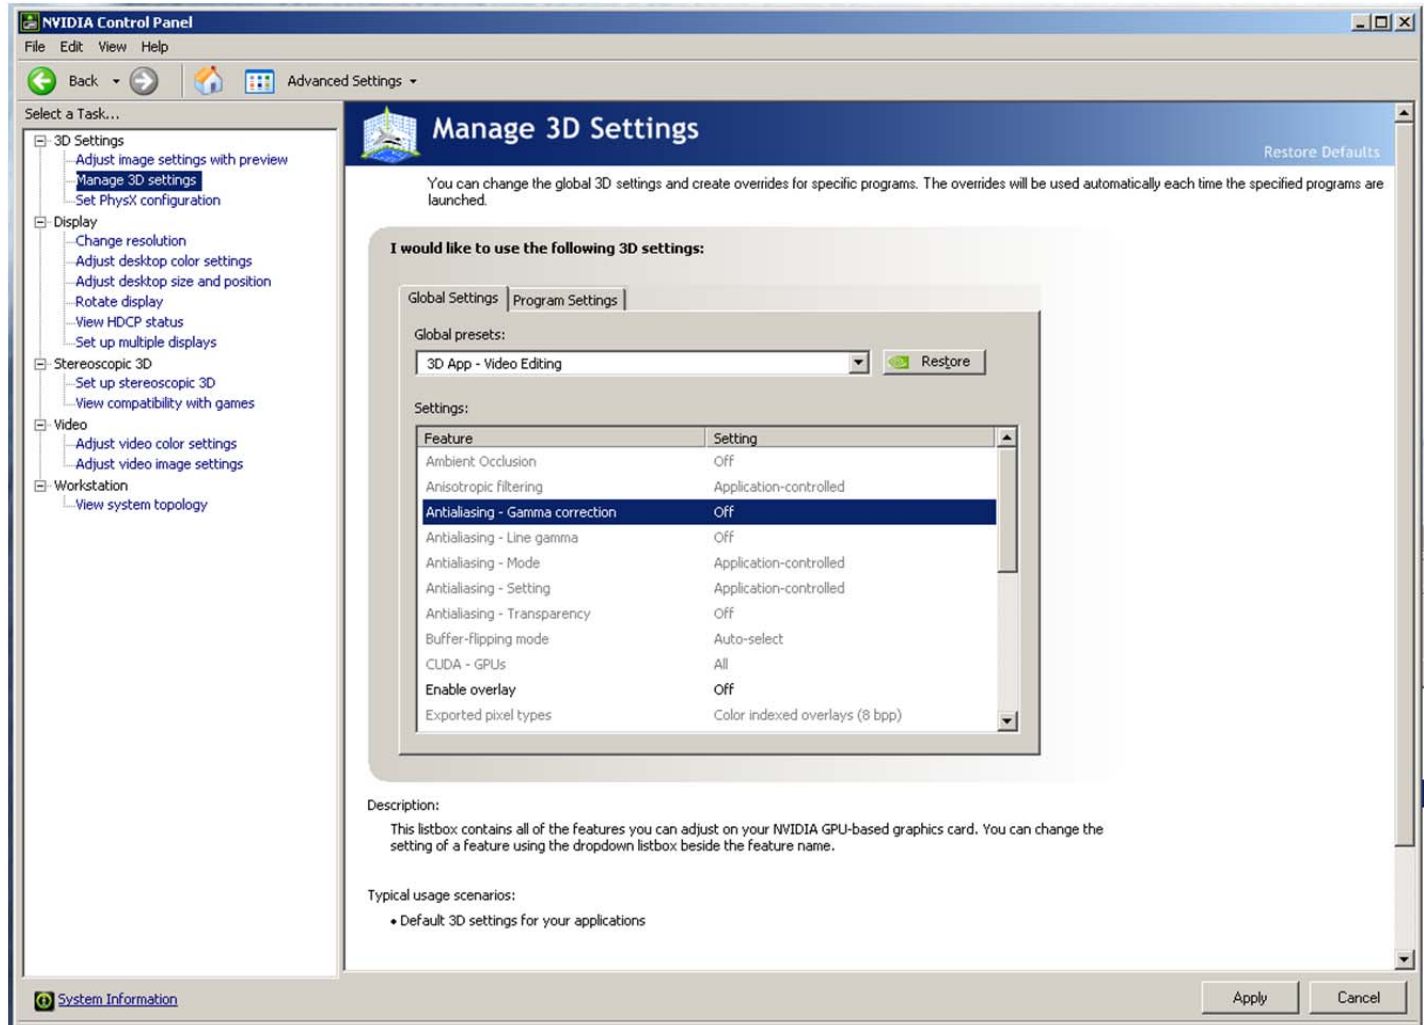 NVIDIA Control Panel
File Edit View Help
Back Advanced Settings
Select a Task...
3D Settings
Adjust image settings with preview
Manage 3D settings
Set PhysX configuration
Display
Change resolution
Adjust desktop color settings
Adjust desktop size and position
Rotate display
View HDCP status
Set up multiple displays
Stereoscopic 3D
Set up stereoscopic 3D
View compatibility with games
Video
Adjust video color settings
Adjust video image settings
Workstation
View system topology
Manage 3D Settings
Restore Defaults
You can change the global 3D settings and create overrides for specific programs. The overrides will be used automatically each time the specified programs are
launched.
I would like to use the following 3D settings:
Global Settings Program Settings
Global presets:
3D App - Video Editing Restore
Settings:
Feature Setting
Ambient Occlusion Off
Anisotropic filtering Application-controlled
Antialiasing - Gamma correction Off
Antialiasing - Line gamma Off
Antialiasing - Mode Application-controlled
Antialiasing - Setting Application-controlled
Antialiasing - Transparency Off
Buffer-flipping mode Auto-select
CUDA - GPUs All
Enable overlay Off
Exported pixel types Color indexed overlays (8 bpp)
Description:
This listbox contains all of the features you can adjust on your NVIDIA GPU-based graphics card. You can change the
setting of a feature using the dropdown listbox beside the feature name.
Typical usage scenarios:
• Default 3D settings for your applications
System Information
Apply Cancel